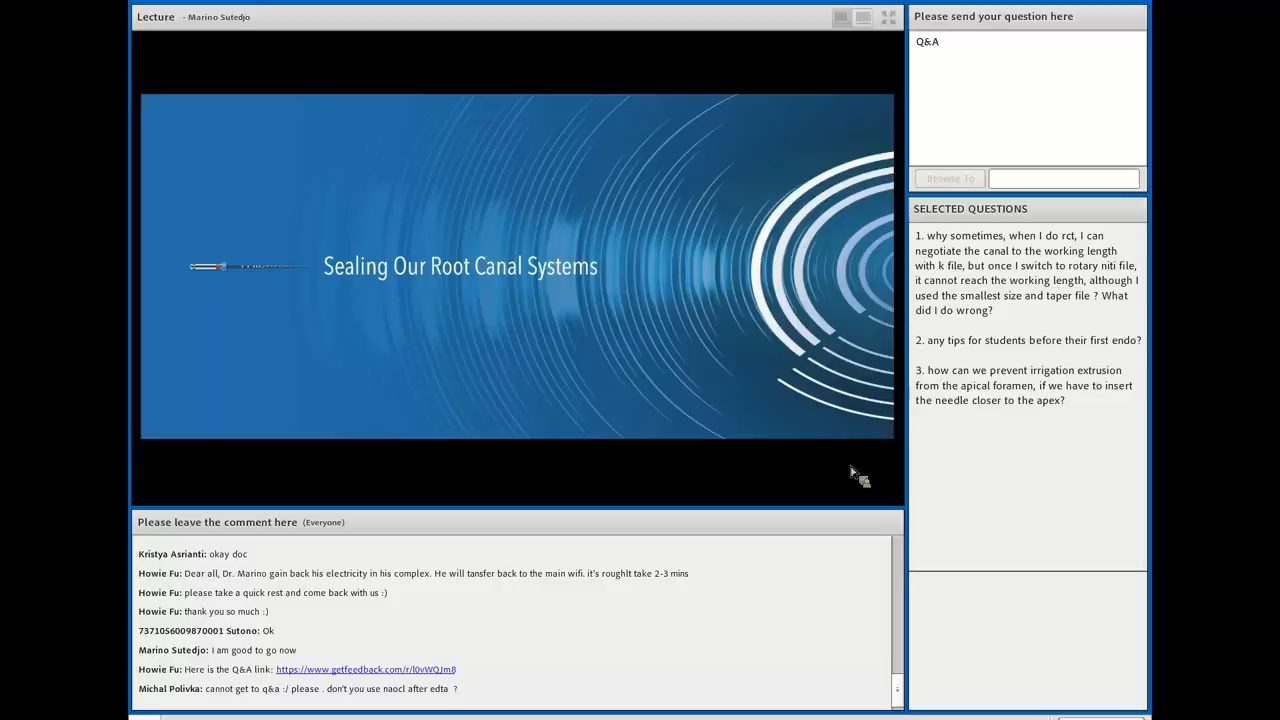 Lecture - Marino Sutedjo
Sealing Our Root Canal Systems
Please leave the comment here (Everyone)
Kristya Asrianti: okay doc
Howie Fu: Dear all, Dr. Marino gain back his electricity in his complex. He will tansfer back to the main wifi. it's roughlt take 2-3 mins
Howie Fu: please take a quick rest and come back with us :)
Howie Fu: thank you so much :)
7371056009870001 Sutono: Ok
Marino Sutedjo: I am good to go now
Howie Fu: Here is the Q&A link: https://www.getfeedback.com/r/l0vWQJm8
Michal Polivka: cannot get to q&a :/ please . don't you use naocl after edta ?
Please send your question here
Q&A
Browse To
SELECTED QUESTIONS
1. why sometimes, when I do rct, I can
negotiate the canal to the working length
with k file, but once I switch to rotary niti file,
it cannot reach the working length, although I
used the smallest size and taper file ? What
did I do wrong?
2. any tips for students before their first endo?
3. how can we prevent irrigation extrusion
from the apical foramen, if we have to insert
the needle closer to the apex?